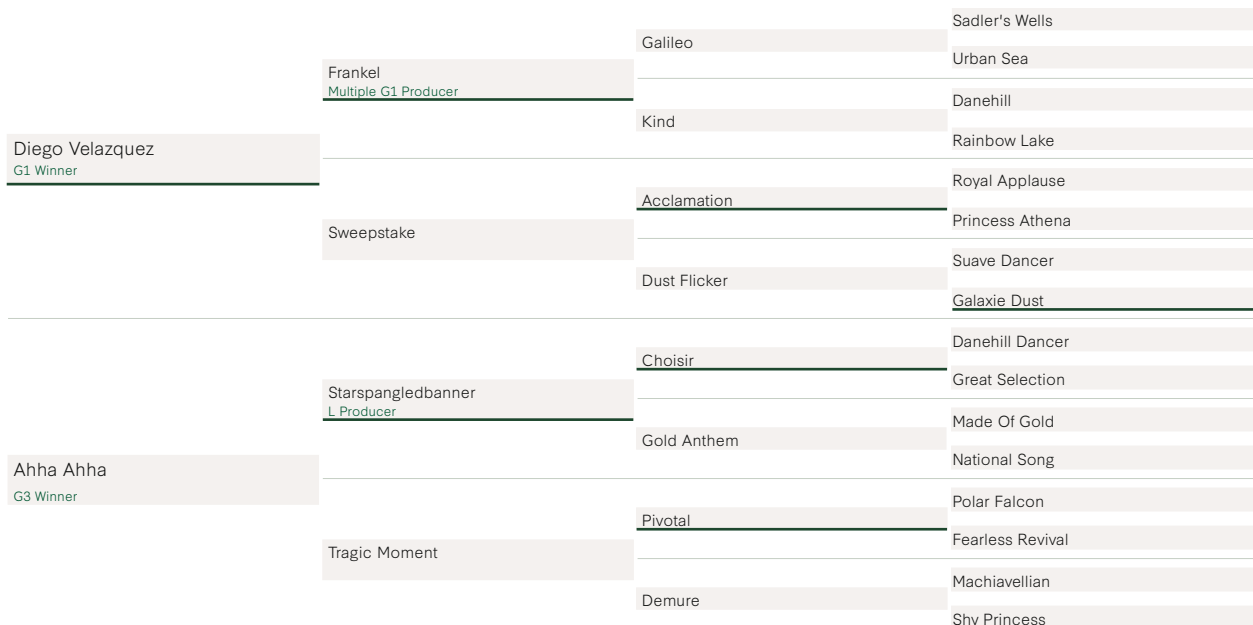 Sadler's Wells
Galileo
Urban Sea
Frankel
Multiple G1 Producer
Danehill
Kind
Rainbow Lake
Diego Velazquez
G1 Winner
Royal Applause
Acclamation
Princess Athena
Sweepstake
Suave Dancer
Dust Flicker
Galaxie Dust
Danehill Dancer
Choisir
Great Selection
Starspangledbanner
L Producer
Made Of Gold
Gold Anthem
National Song
Ahha Ahha
G3 Winner
Polar Falcon
Pivotal
Fearless Revival
Tragic Moment
Machiavellian
Demure
Shy Princess